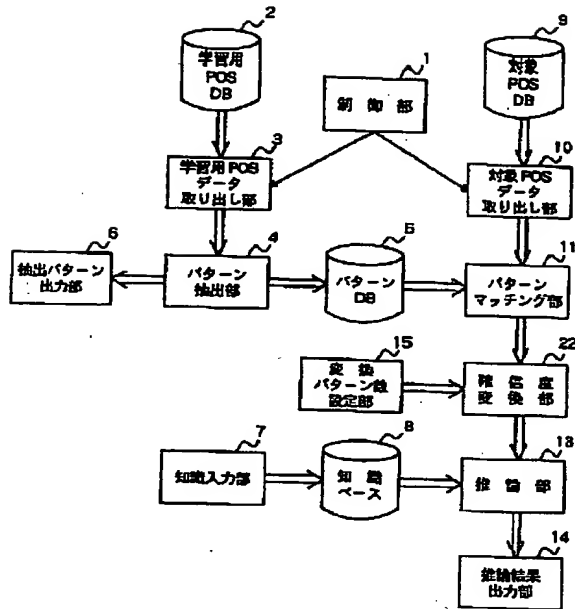 2
学習用
POS
DB
1
制御部
9
対象
POS
DB
3
学習用POS
データ
取り出し部
10
対象POS
データ
取り出し部
6
抽出パターン
出力部
4
パターン
抽出部
5
パターン
DB
11
パターン
マッチング部
15
変換
パターン数
設定部
22
確信度
変換部
7
知識入力部
8
知識
ベース
13
推論部
14
推論結果
出力部